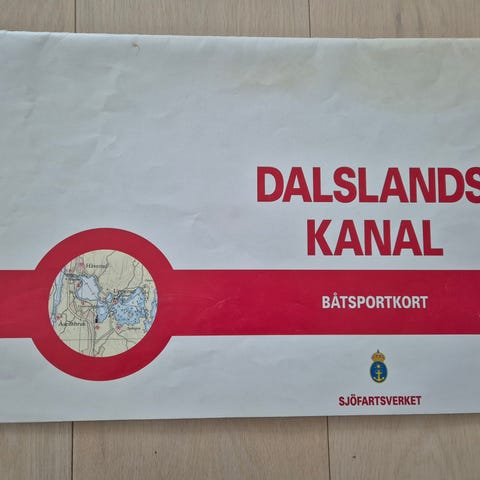 DALSLANDS
KANAL
BÅTSPORTKORT
SJÖFARTSVERKET